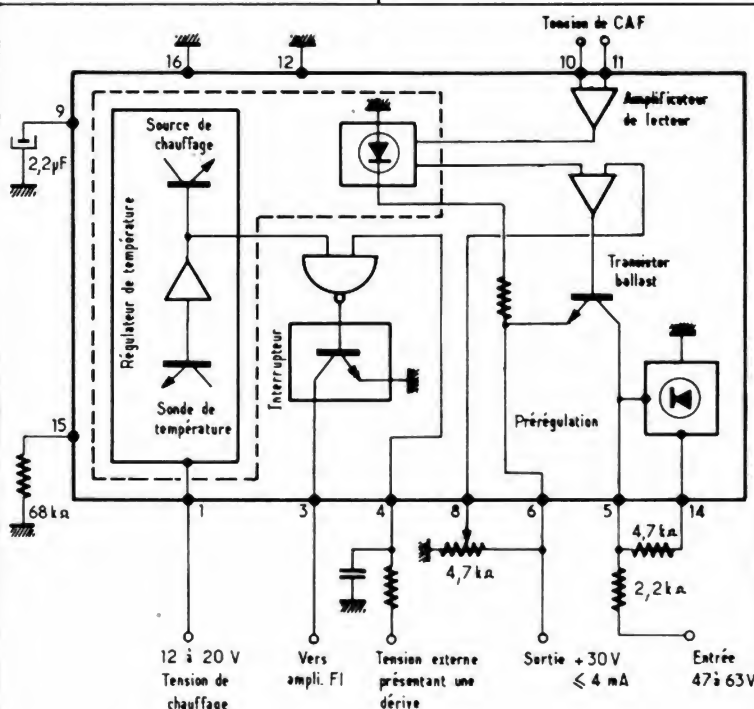 Tension de CAF
16
12
10
11
9
2,2µF
Source de
chauffage
Amplificateur
de lecteur
Régulateur de température
Transistor
ballast
Interrupteur
Sonde de
température
Prérégulation
15
68kΩ
1
3
4
8
6
5
14
4,7kΩ
4,7kΩ
2,2kΩ
12 à 20 V
Tension de
chauffage
Vers
ampli. FI
Tension externe
présentant une
dérive
Sortie +30V
≤ 4 mA
Entrée
47à 63V